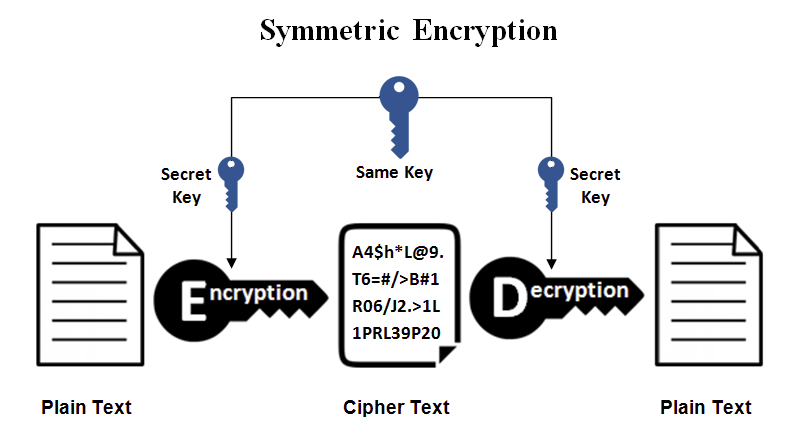 Symmetric Encryption
Same Key
Secret
Key
Secret
Key
Encryption
A4$h*L@9.
T6=#/>B#1
R06/J2.>1L
1PRL39P20
Decryption
Plain Text
Cipher Text
Plain Text